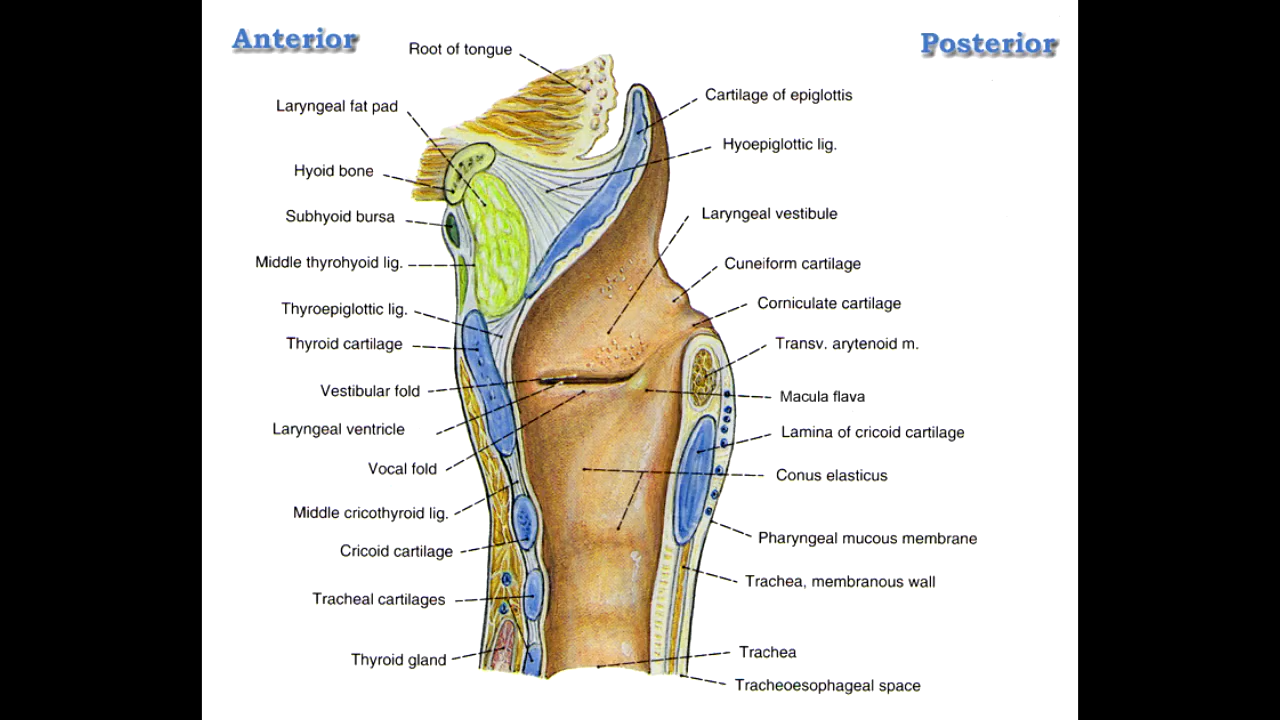 Anterior
Posterior
Root of tongue
Laryngeal fat pad
Hyoid bone
Subhyoid bursa
Middle thyrohyoid lig.
Thyroepiglottic lig.
Thyroid cartilage
Vestibular fold
Laryngeal ventricle
Vocal fold
Middle cricothyroid lig.
Cricoid cartilage
Tracheal cartilages
Thyroid gland
Cartilage of epiglottis
Hyoepiglottic lig.
Laryngeal vestibule
Cuneiform cartilage
Corniculate cartilage
Transv. arytenoid m.
Macula flava
Lamina of cricoid cartilage
Conus elasticus
Pharyngeal mucous membrane
Trachea, membranous wall
Trachea
Tracheoesophageal space